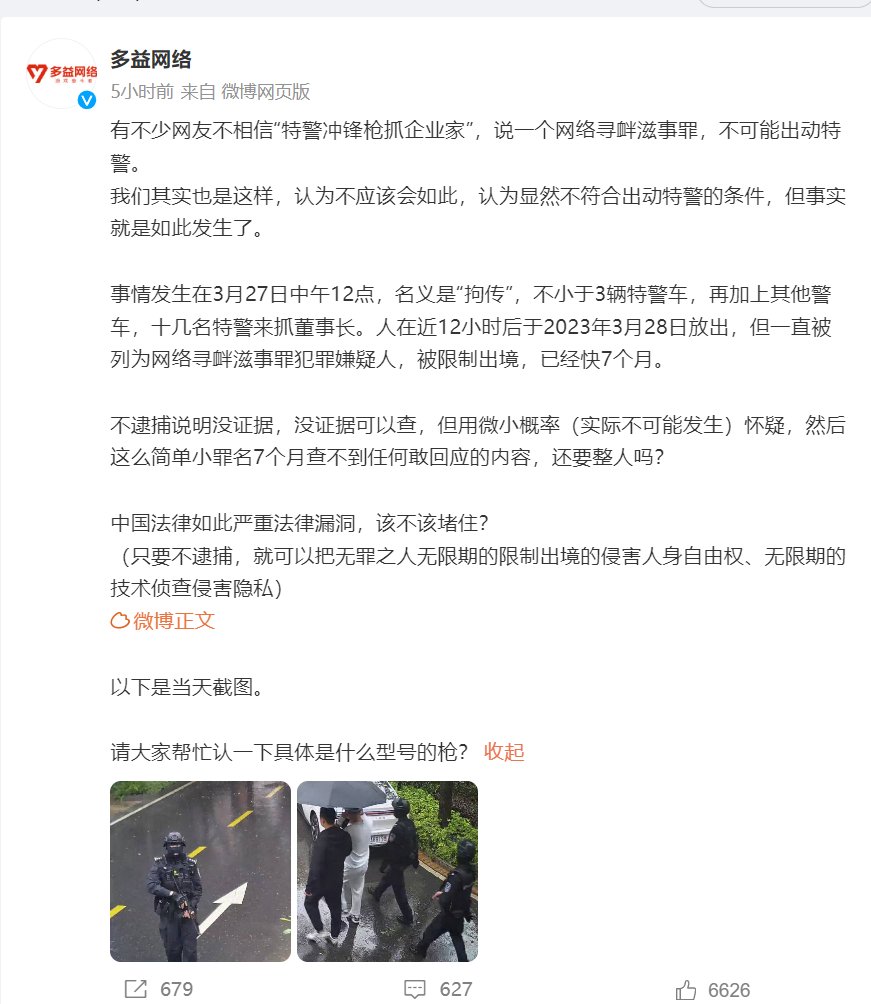 多益网络
多益网络
5小时前 来自 微博网页版
有不少网友不相信“特警冲锋枪抓企业家”，说一个网络寻衅滋事罪，不可能出动特
警。
我们其实也是这样，认为不应该会如此，认为显然不符合出动特警的条件，但事实
就是如此发生了。
事情发生在3月27日中午12点，名义是“拘传”，不小于3辆特警车，再加上其他警
车，十几名特警来抓董事长。人在近12小时后于2023年3月28日放出，但一直被
列为网络寻衅滋事罪犯罪嫌疑人，被限制出境，已经快7个月。
不逮捕说明没证据，没证据可以查，但用微小概率（实际不可能发生）怀疑，然后
这么简单小罪名7个月查不到任何敢回应的内容，还要整人吗？
中国法律如此严重法律漏洞，该不该堵住？
（只要不逮捕，就可以把无罪之人无限期的限制出境的侵害人身自由权、无限期的
技术侦查侵害隐私）
微博正文
以下是当天截图。
请大家帮忙认一下具体是什么型号的枪？ 收起
679
627
6626